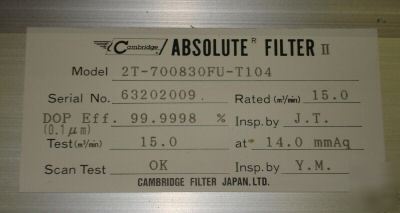 Cambridge ABSOLUTE R FILTER II
Model 2T-700830FU-T104
Serial No. 63202009. Rated (m³/min) 15.0
DOP Eff. 99.9998 % Insp. by J.T.
(0.1μm)
Test (m³/min) 15.0 at 14.0 mmAq
Scan Test OK Insp. by Y.M.
CAMBRIDGE FILTER JAPAN, LTD.